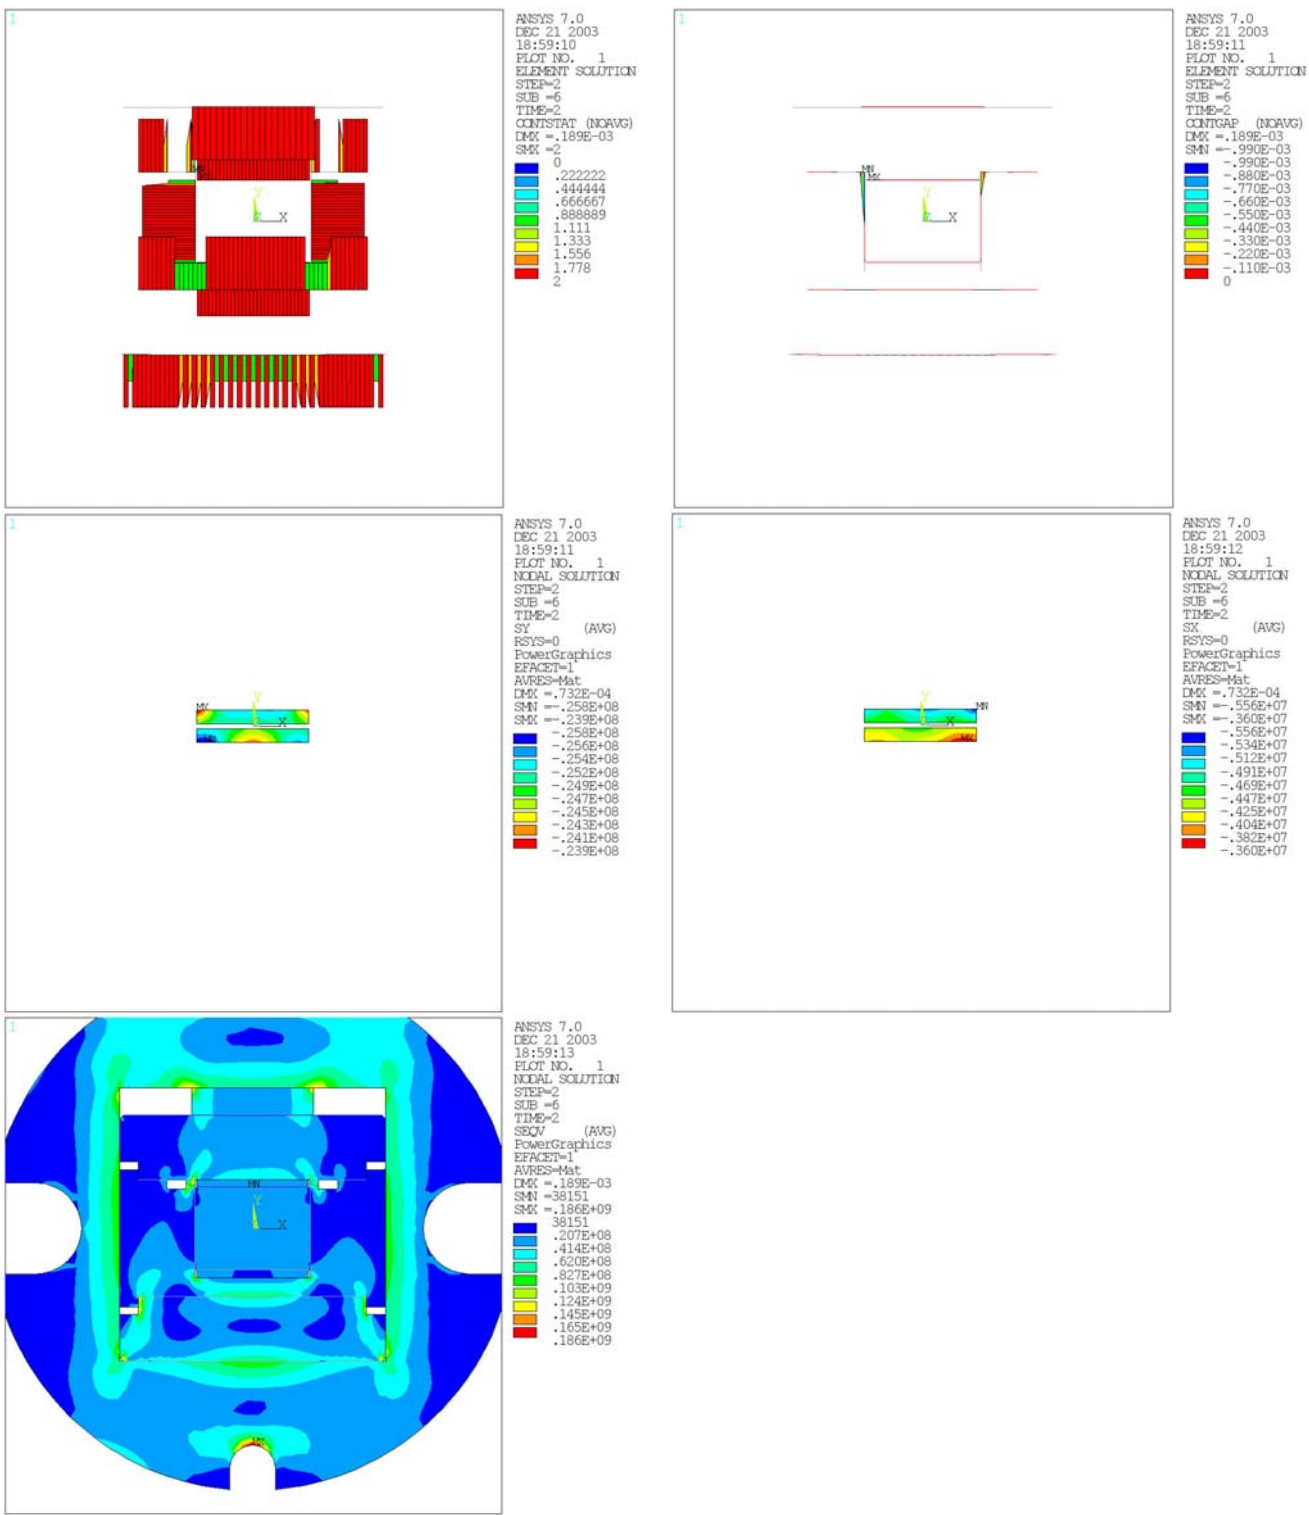 1
ANSYS 7.0
DEC 21 2003
18:59:10
PLOT NO. 1
ELEMENT SOLUTION
STEP=2
SUB =6
TIME=2
CONTSTAT (NOAVG)
DMX =.189E-03
SMX =2
0
.222222
.444444
.666667
.888889
1.111
1.333
1.556
1.778
2
MX
Y
Z X
1
ANSYS 7.0
DEC 21 2003
18:59:11
PLOT NO. 1
ELEMENT SOLUTION
STEP=2
SUB =6
TIME=2
CONTGAP (NOAVG)
DMX =.189E-03
SMN =-.990E-03
-.990E-03
-.880E-03
-.770E-03
-.660E-03
-.550E-03
-.440E-03
-.330E-03
-.220E-03
-.110E-03
0
MN
MX
Y
Z X
1
ANSYS 7.0
DEC 21 2003
18:59:11
PLOT NO. 1
NODAL SOLUTION
STEP=2
SUB =6
TIME=2
SY (AVG)
RSYS=0
PowerGraphics
EFACET=1
AVRES=Mat
DMX =.732E-04
SMN =-.258E+08
SMX =-.239E+08
-.258E+08
-.256E+08
-.254E+08
-.252E+08
-.249E+08
-.247E+08
-.245E+08
-.243E+08
-.241E+08
-.239E+08
MX
Y
Z X
MN
1
ANSYS 7.0
DEC 21 2003
18:59:12
PLOT NO. 1
NODAL SOLUTION
STEP=2
SUB =6
TIME=2
SX (AVG)
RSYS=0
PowerGraphics
EFACET=1
AVRES=Mat
DMX =.732E-04
SMN =-.556E+07
SMX =-.360E+07
-.556E+07
-.534E+07
-.512E+07
-.491E+07
-.469E+07
-.447E+07
-.425E+07
-.404E+07
-.382E+07
-.360E+07
Y
MN
Z X
MX
1
ANSYS 7.0
DEC 21 2003
18:59:13
PLOT NO. 1
NODAL SOLUTION
STEP=2
SUB =6
TIME=2
SEQV (AVG)
PowerGraphics
EFACET=1
AVRES=Mat
DMX =.189E-03
SMN =38151
SMX =.186E+09
38151
.207E+08
.414E+08
.620E+08
.827E+08
.103E+09
.124E+09
.145E+09
.165E+09
.186E+09
MN
Y
Z X
MX